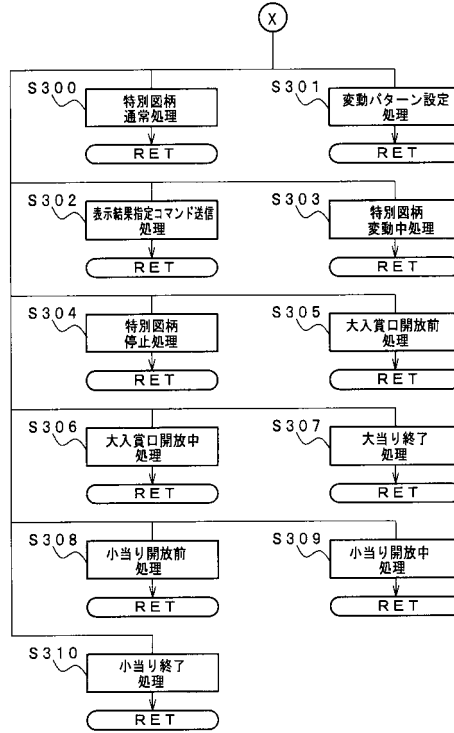 X
S300
特別図柄
通常処理
RET
S301
変動パターン設定
処理
RET
S302
表示結果指定コマンド送信
処理
RET
S303
特別図柄
変動中処理
RET
S304
特別図柄
停止処理
RET
S305
大入賞口開放前
処理
RET
S306
大入賞口開放中
処理
RET
S307
大当り終了
処理
RET
S308
小当り開放前
処理
RET
S309
小当り開放中
処理
RET
S310
小当り終了
処理
RET